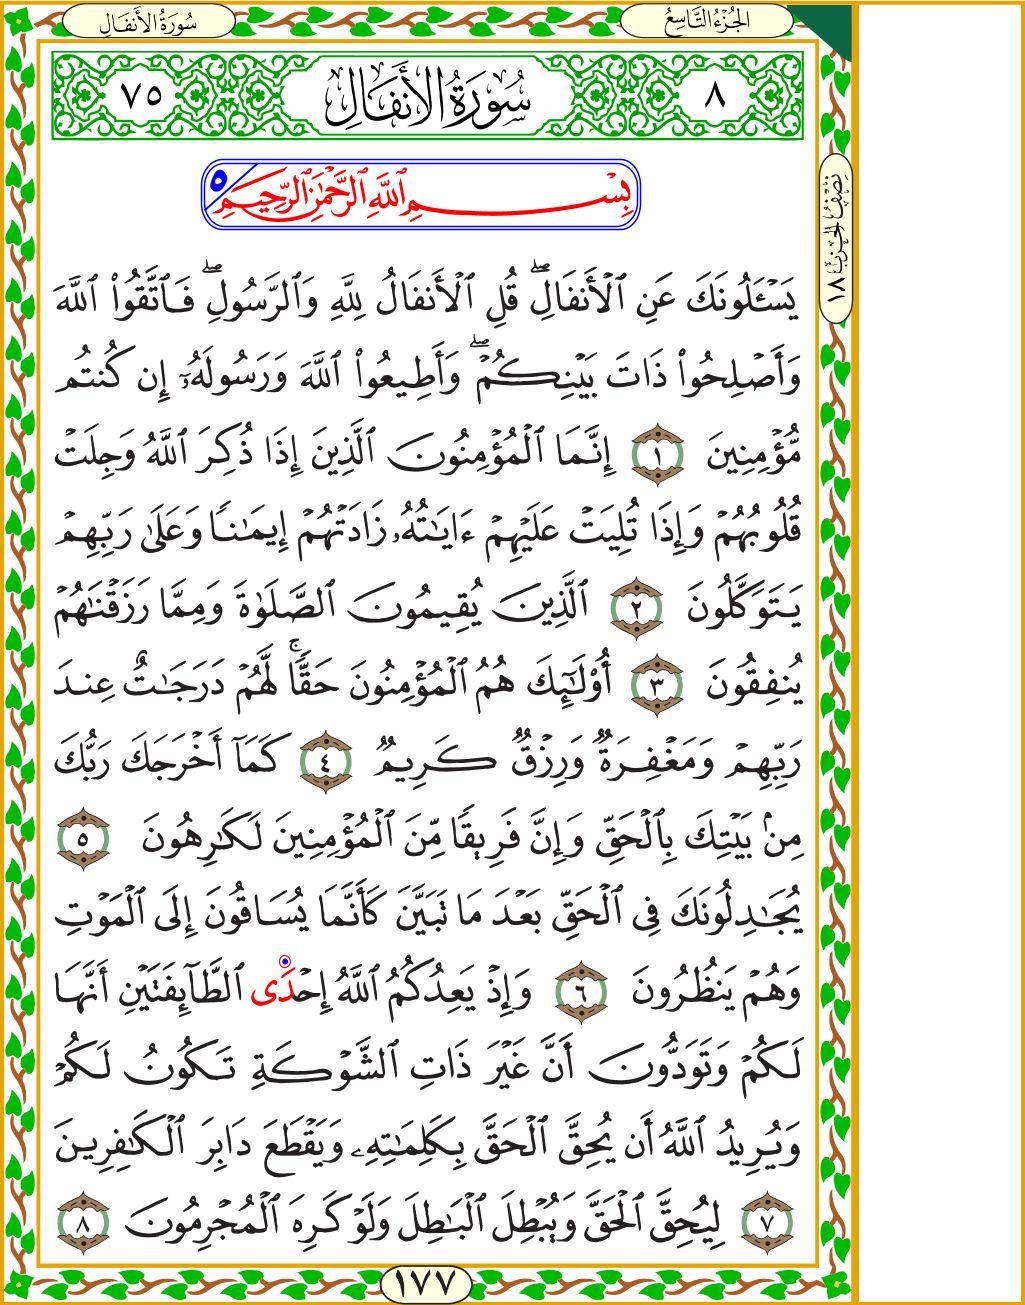 الجُزْءُ التَّاسِعُ
سُورَةُ الأَنفَالِ
٨
سُورَةُ الأَنفَالِ
٧٥
نِصْفُ الحِزْبِ ١٨
بِسْمِ ٱللَّهِ ٱلرَّحْمَٰنِ ٱلرَّحِيمِ ٥
يَسْـَٔلُونَكَ عَنِ ٱلْأَنفَالِۖ قُلِ ٱلْأَنفَالُ لِلَّهِ وَٱلرَّسُولِۖ فَٱتَّقُوا۟ ٱللَّهَ
وَأَصْلِحُوا۟ ذَاتَ بَيْنِكُمْۖ وَأَطِيعُوا۟ ٱللَّهَ وَرَسُولَهُۥٓ إِن كُنتُم
مُّؤْمِنِينَ ١ إِنَّمَا ٱلْمُؤْمِنُونَ ٱلَّذِينَ إِذَا ذُكِرَ ٱللَّهُ وَجِلَتْ
قُلُوبُهُمْ وَإِذَا تُلِيَتْ عَلَيْهِمْ ءَايَٰتُهُۥ زَادَتْهُمْ إِيمَٰنًا وَعَلَىٰ رَبِّهِمْ
يَتَوَكَّلُونَ ٢ ٱلَّذِينَ يُقِيمُونَ ٱلصَّلَوٰةَ وَمِمَّا رَزَقْنَٰهُمْ
يُنفِقُونَ ٣ أُو۟لَٰٓئِكَ هُمُ ٱلْمُؤْمِنُونَ حَقًّاۚ لَّهُمْ دَرَجَٰتٌ عِندَ
رَبِّهِمْ وَمَغْفِرَةٌ وَرِزْقٌ كَرِيمٌ ٤ كَمَآ أَخْرَجَكَ رَبُّكَ
مِنۢ بَيْتِكَ بِٱلْحَقِّ وَإِنَّ فَرِيقًا مِّنَ ٱلْمُؤْمِنِينَ لَكَٰرِهُونَ ٥
يُجَٰدِلُونَكَ فِى ٱلْحَقِّ بَعْدَ مَا تَبَيَّنَ كَأَنَّمَا يُسَاقُونَ إِلَى ٱلْمَوْتِ
وَهُمْ يَنظُرُونَ ٦ وَإِذْ يَعِدُكُمُ ٱللَّهُ إِحْدَى ٱلطَّآئِفَتَيْنِ أَنَّهَا
لَكُمْ وَتَوَدُّونَ أَنَّ غَيْرَ ذَاتِ ٱلشَّوْكَةِ تَكُونُ لَكُمْ
وَيُرِيدُ ٱللَّهُ أَن يُحِقَّ ٱلْحَقَّ بِكَلِمَٰتِهِۦ وَيَقْطَعَ دَابِرَ ٱلْكَٰفِرِينَ
٧ لِيُحِقَّ ٱلْحَقَّ وَيُبْطِلَ ٱلْبَٰطِلَ وَلَوْ كَرِهَ ٱلْمُجْرِمُونَ ٨
١٧٧